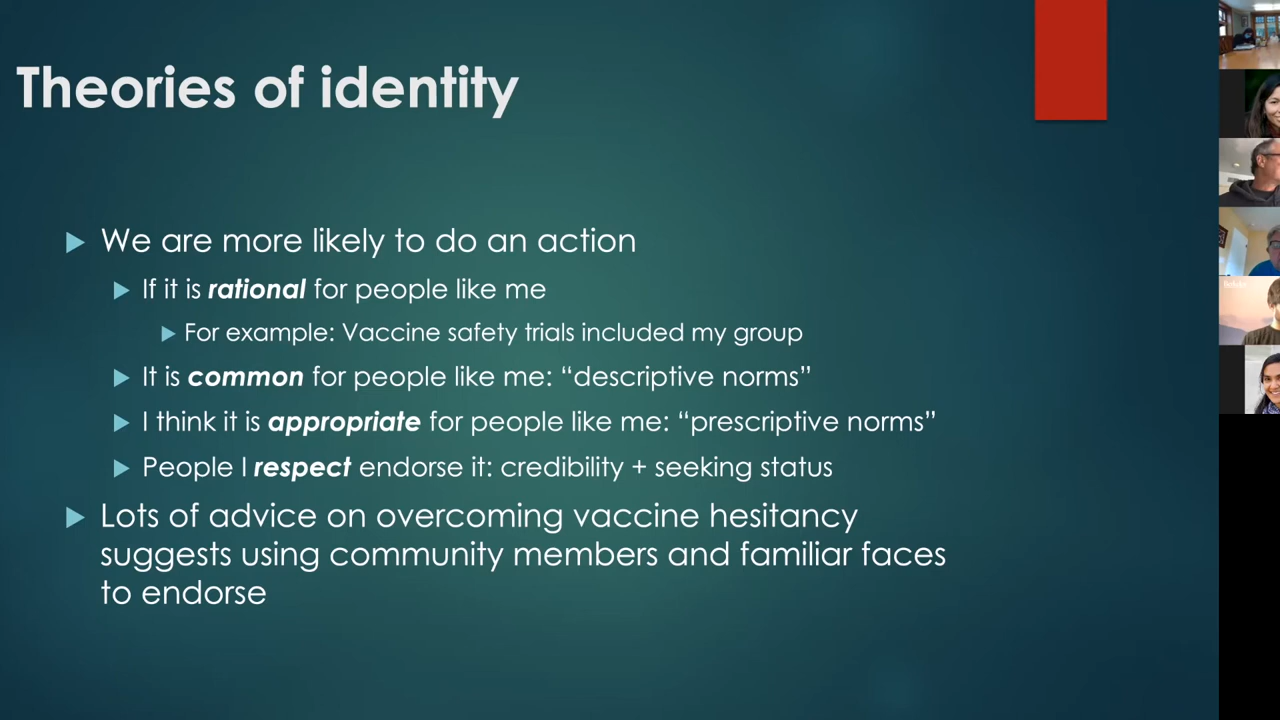 Theories of identity
We are more likely to do an action
If it is rational for people like me
For example: Vaccine safety trials included my group
It is common for people like me: “descriptive norms”
I think it is appropriate for people like me: “prescriptive norms”
People I respect endorse it: credibility + seeking status
Lots of advice on overcoming vaccine hesitancy
suggests using community members and familiar faces
to endorse